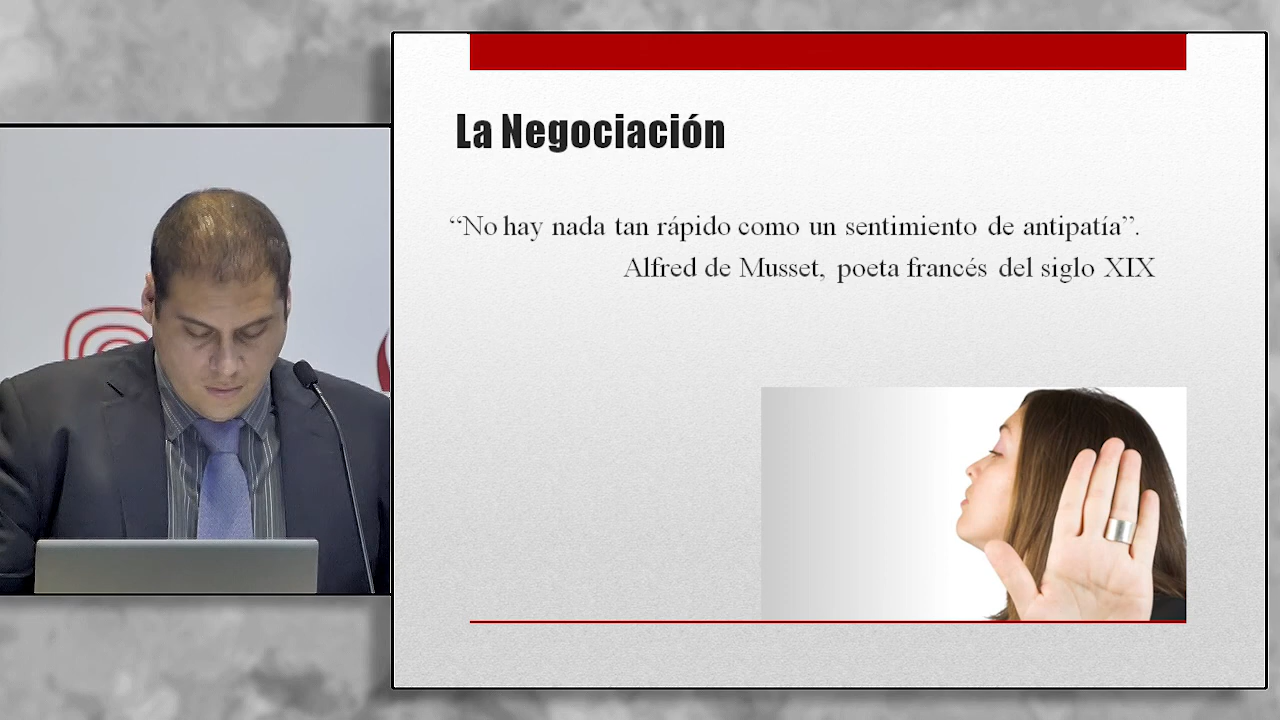 La Negociación
“No hay nada tan rápido como un sentimiento de antipatía”.
Alfred de Musset, poeta francés del siglo XIX